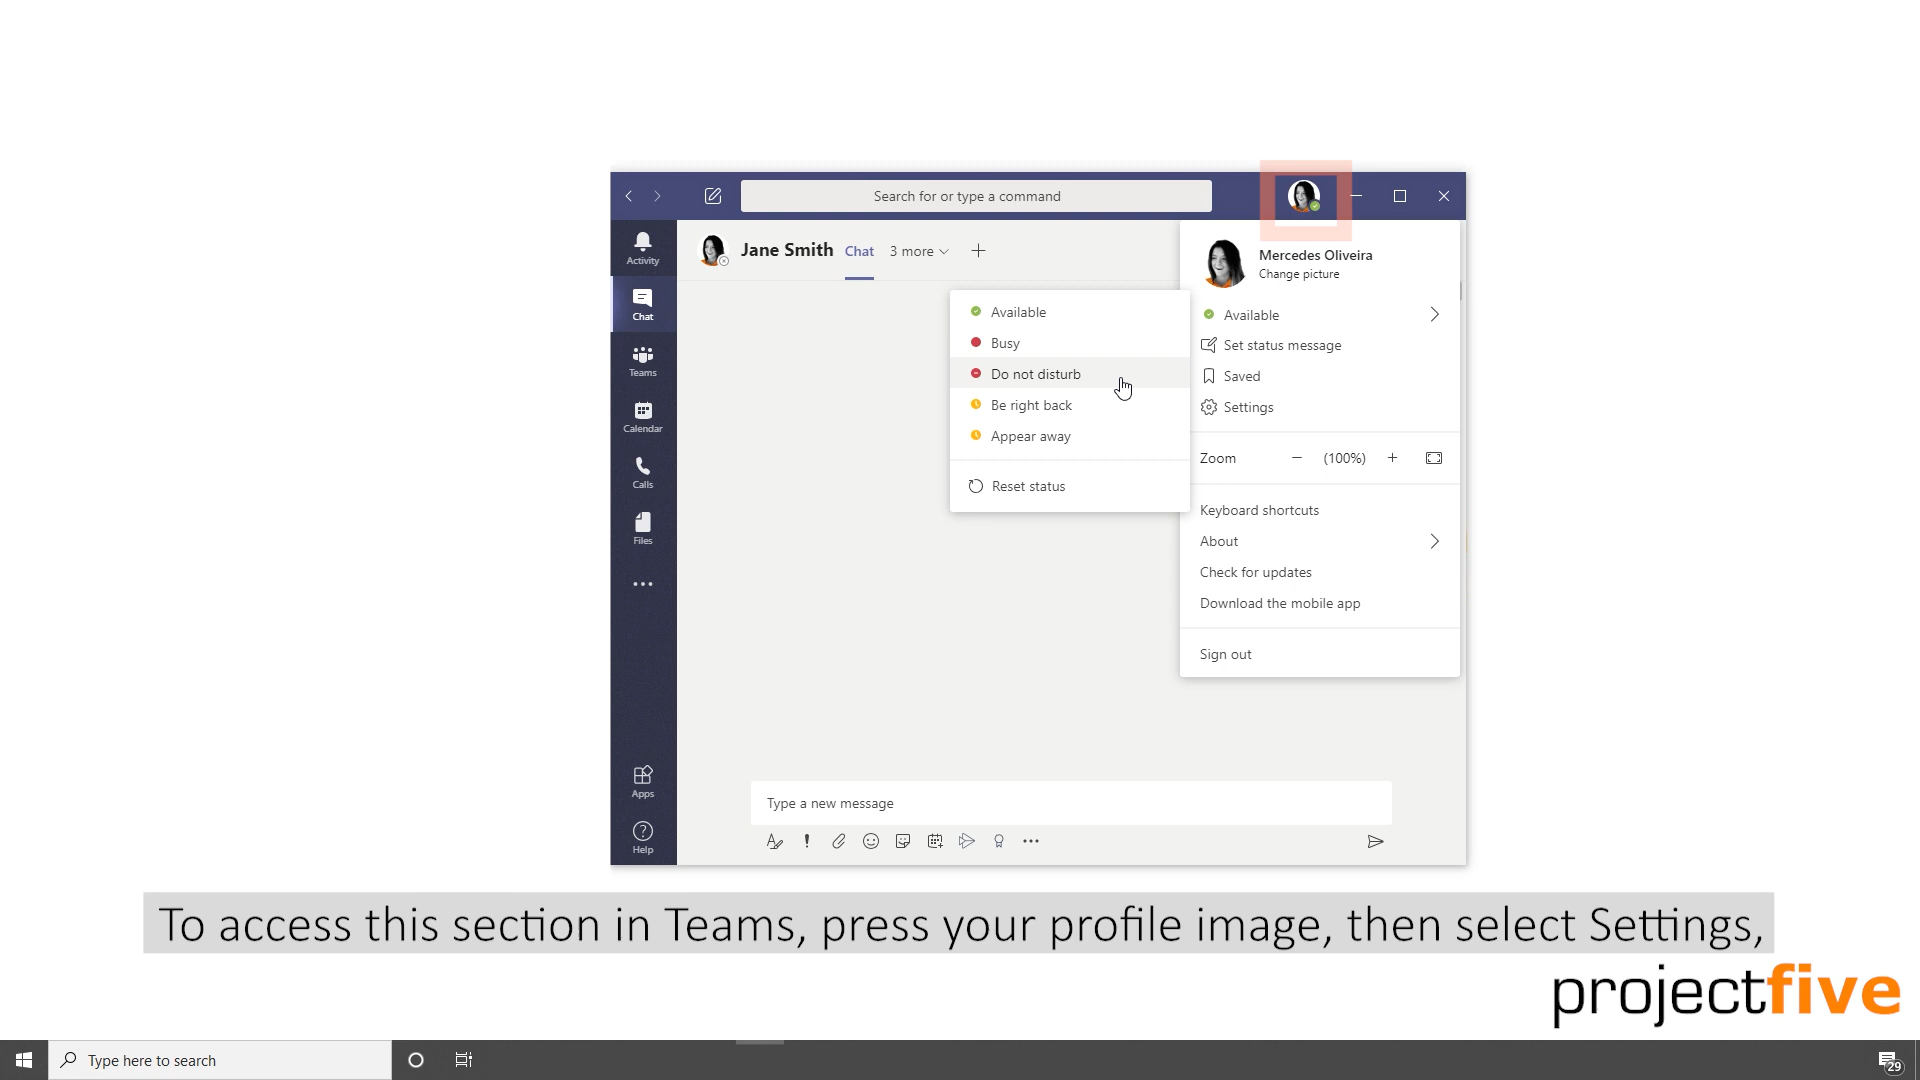 Search for or type a command
Activity
Chat
Teams
Calendar
Calls
Files
Apps
Help
Jane Smith Chat 3 more
Available
Busy
Do not disturb
Be right back
Appear away
Reset status
Mercedes Oliveira
Change picture
Available
Set status message
Saved
Settings
Zoom (100%)
Keyboard shortcuts
About
Check for updates
Download the mobile app
Sign out
Type a new message
To access this section in Teams, press your profile image, then select Settings,
projectfive
Type here to search
29